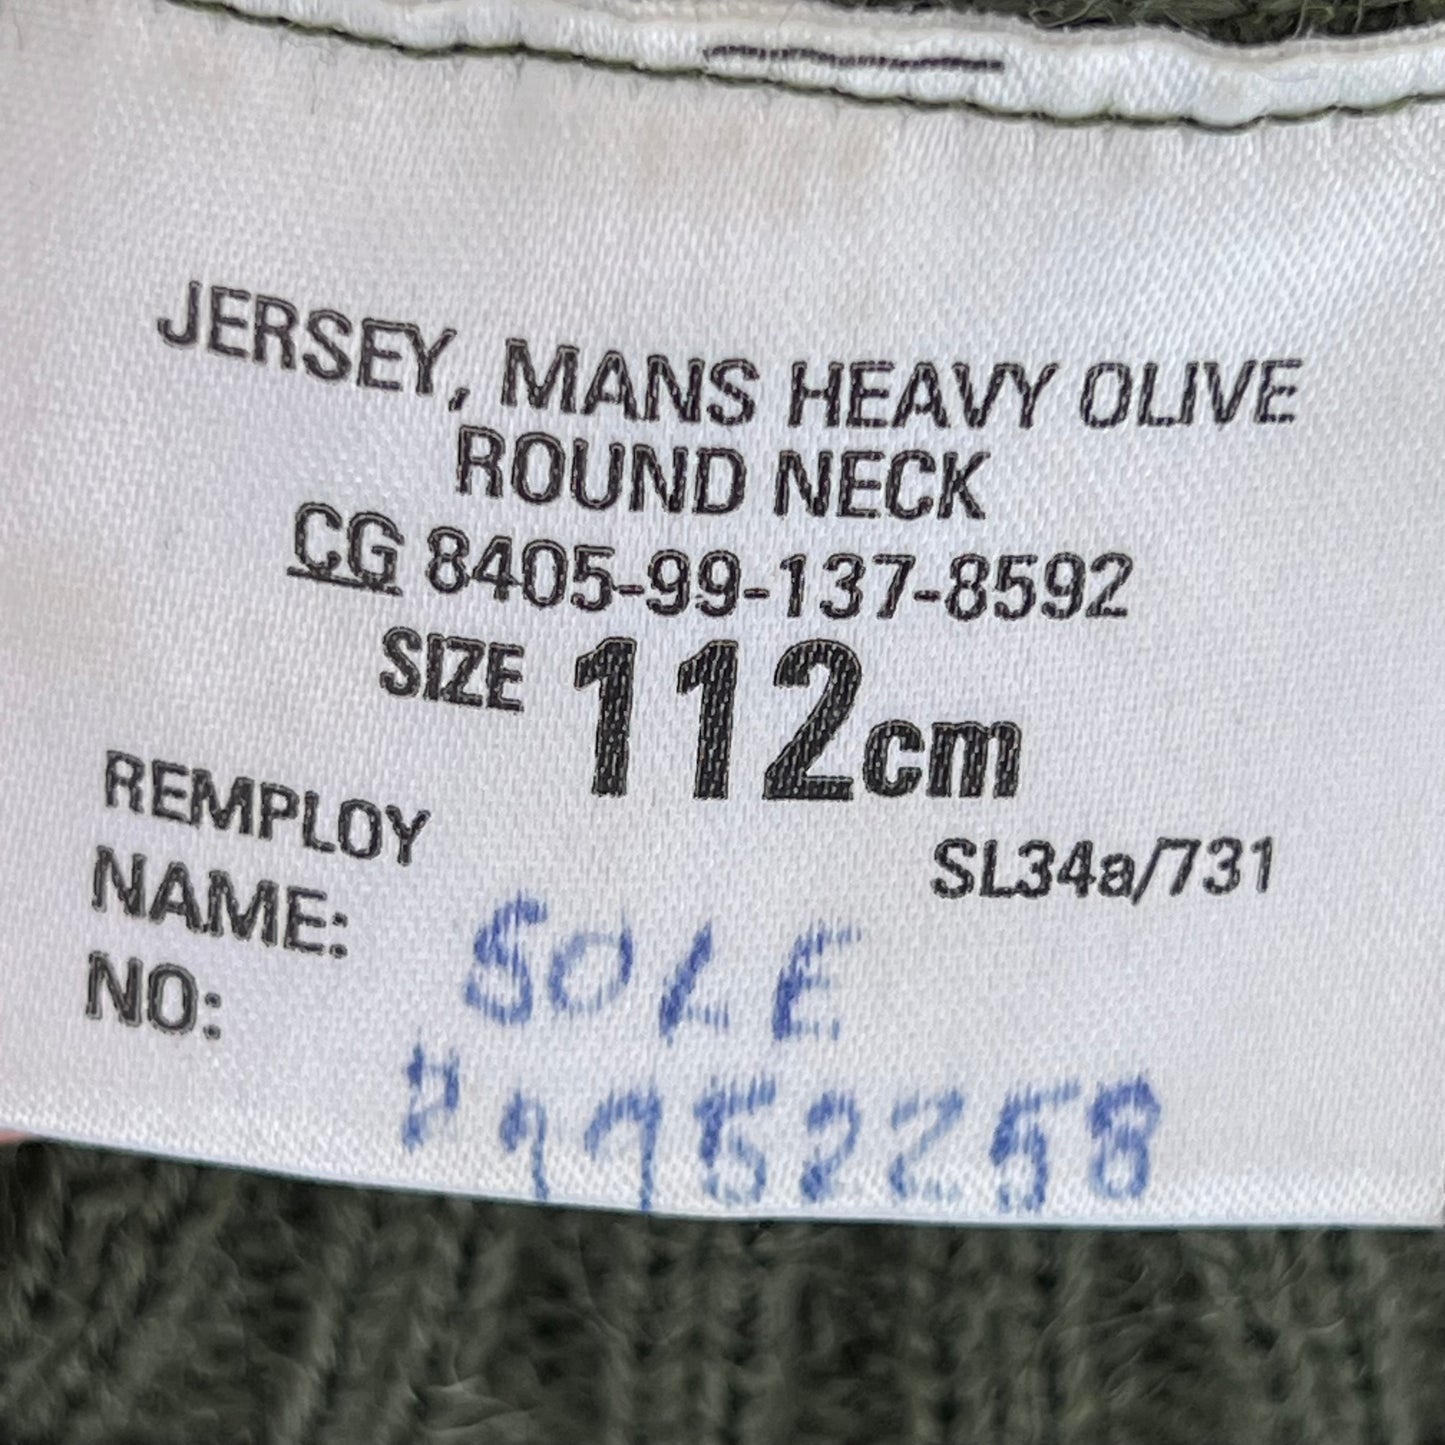 JERSEY, MANS HEAVY OLIVE
ROUND NECK
CG 8405-99-137-8592
SIZE 112cm
REMPLOY
SL34a/731
NAME: SOLE
NO: